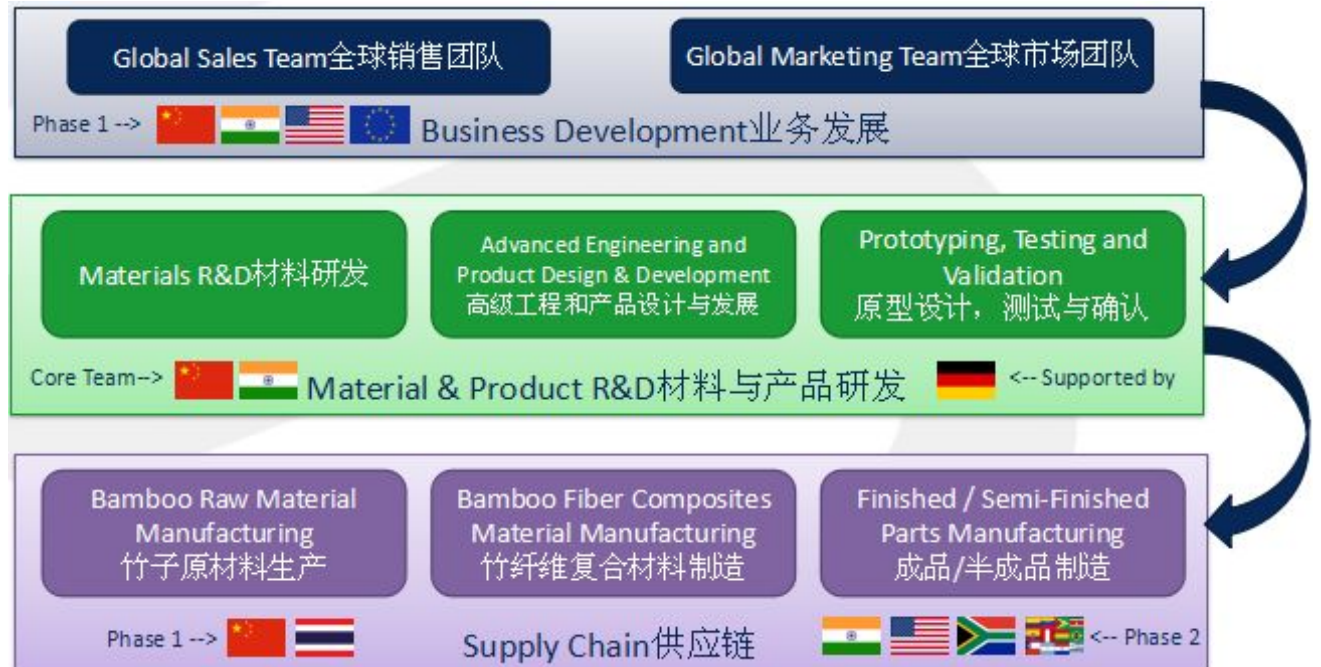 Global Sales Team全球销售团队
Global Marketing Team全球市场团队
Phase 1 -->
Business Development业务发展
Materials R&D材料研发
Advanced Engineering and
Product Design & Development
高级工程和产品设计与发展
Prototyping, Testing and
Validation
原型设计，测试与确认
Core Team-->
Material & Product R&D材料与产品研发
<-- Supported by
Bamboo Raw Material
Manufacturing
竹子原材料生产
Bamboo Fiber Composites
Material Manufacturing
竹纤维复合材料制造
Finished / Semi-Finished
Parts Manufacturing
成品/半成品制造
Phase 1 -->
Supply Chain供应链
<-- Phase 2